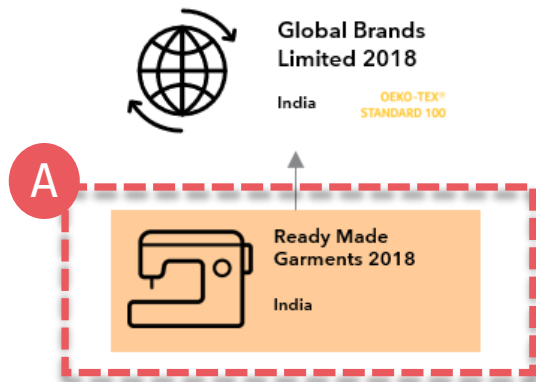 Global Brands
Limited 2018
India
OEKO-TEX®
STANDARD 100
A
Ready Made
Garments 2018
India